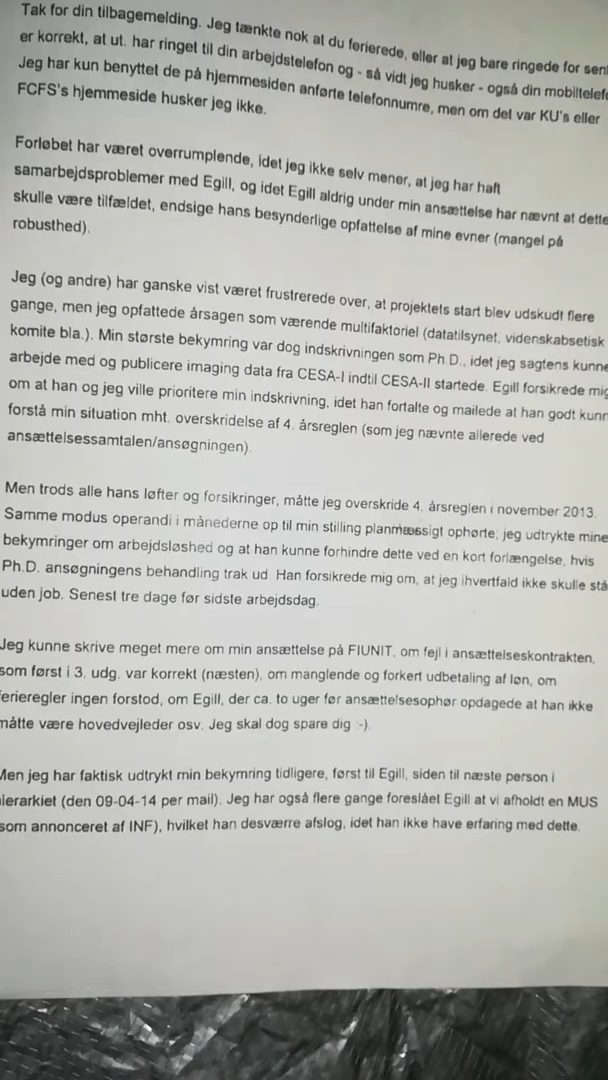 Tak for din tilbagemelding. Jeg tænkte nok at du ferierede, eller at jeg bare ringede for
er korrekt, at ut. har ringet til din arbejdstelefon og - så vidt jeg husker - også din
Jeg har kun benyttet de på hjemmesiden anførte telefonnumre, men om det var KU's eller
FCFS's hjemmeside husker jeg ikke.
Forløbet har været overrumplende, idet jeg ikke selv mener, at jeg har haft
samarbejdsproblemer med Egill, og idet Egill aldrig under min ansættelse har nævnt at dette
skulle være tilfældet, endsige hans besynderlige opfattelse af mine evner (mangel på
robusthed).
Jeg (og andre) har ganske vist været frustrerede over, at projektets start blev udskudt flere
gange, men jeg opfattede årsagen som værende multifaktoriel (datatilsynet, videnskabsetisk
komite bla.). Min største bekymring var dog indskrivningen som Ph.D., idet jeg sagtens kunne
arbejde med og publicere imaging data fra CESA-I indtil CESA-II startede. Egill forsikrede mig
om at han og jeg ville prioritere min indskrivning, idet han fortalte og mailede at han godt
forstå min situation mht. overskridelse af 4. årsreglen (som jeg nævnte allerede ved
ansættelsessamtalen/ansøgningen).
Men trods alle hans løfter og forsikringer, måtte jeg overskride 4. årsreglen i november 2013.
Samme modus operandi i månederne op til min stilling planmæssigt ophørte; jeg udtrykte mine
bekymringer om arbejdsløshed og at han kunne forhindre dette ved en kort forlængelse, hvis
Ph.D. ansøgningens behandling trak ud Han forsikrede mig om, at jeg ihvertfald ikke skulle stå
uden job. Senest tre dage før sidste arbejdsdag.
Jeg kunne skrive meget mere om min ansættelse på FIUNIT, om fejl i ansættelseskontrakten,
som først i 3. udg. var korrekt (næsten), om manglende og forkert udbetaling af løn, om
ferieregler ingen forstod, om Egill, der ca. to uger før ansættelsesophør opdagede at han ikke
måtte være hovedvejleder osv. Jeg skal dog spare dig :-).
Men jeg har faktisk udtrykt min bekymring tidligere, først til Egill, siden til næste person i
hierarkiet (den 09-04-14 per mail). Jeg har også flere gange foreslået Egill at vi afholdt en MUS
(som annonceret af INF), hvilket han desværre afslog, idet han ikke have erfaring med dette.